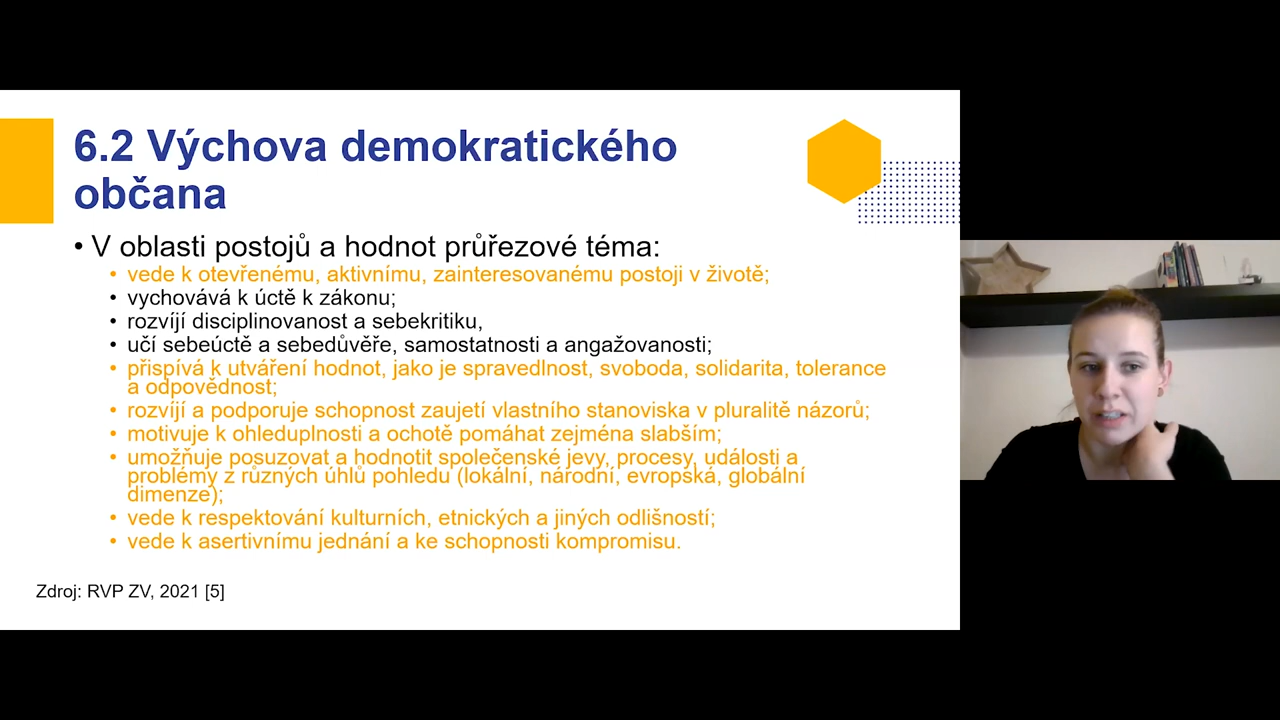 6.2 Výchova demokratického
občana
• V oblasti postojů a hodnot průřezové téma:
• vede k otevřenému, aktivnímu, zainteresovanému postoji v životě;
• vychovává k úctě k zákonu;
• rozvíjí disciplinovanost a sebekritiku,
• učí sebeúctě a sebedůvěře, samostatnosti a angažovanosti;
• přispívá k utváření hodnot, jako je spravedlnost, svoboda, solidarita, tolerance
a odpovědnost;
• rozvíjí a podporuje schopnost zaujetí vlastního stanoviska v pluralitě názorů;
• motivuje k ohleduplnosti a ochotě pomáhat zejména slabším;
• umožňuje posuzovat a hodnotit společenské jevy, procesy, události a
problémy z různých úhlů pohledu (lokální, národní, evropská, globální
dimenze);
• vede k respektování kulturních, etnických a jiných odlišností;
• vede k asertivnímu jednání a ke schopnosti kompromisu.
Zdroj: RVP ZV, 2021 [5]